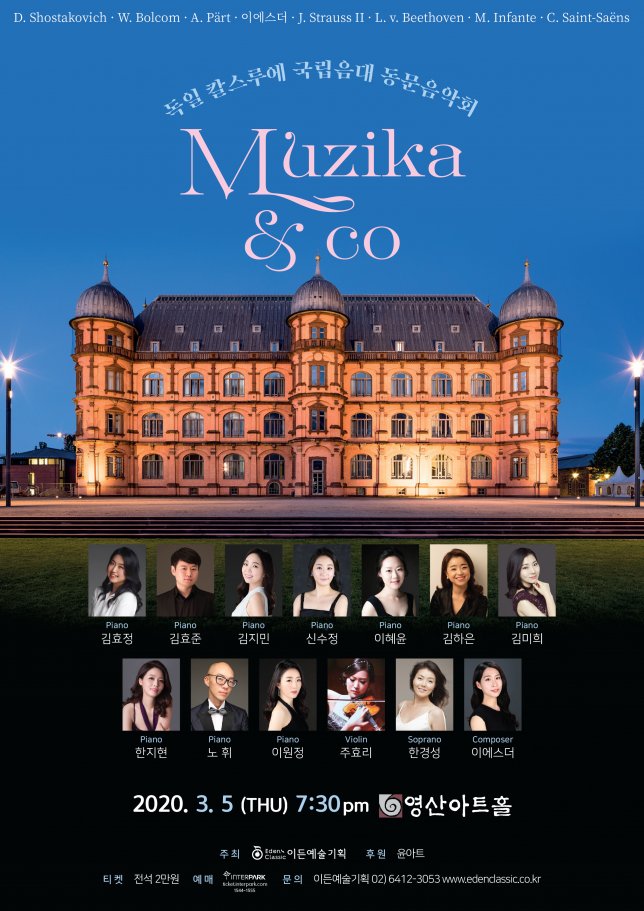 D. Shostakovich · W. Bolcom · A. Pärt · 이에스더 · J. Strauss II · L. v. Beethoven · M. Infante · C. Saint-Saëns
독일 칼스루에 국립음대 동문음악회
Muzika
& co
Piano Piano Piano Piano Piano Piano Piano
김효정 김효준 김지민 신수정 이혜윤 김하은 김미희
Piano Piano Piano Violin Soprano Composer
한지현 노 휘 이원정 주효리 한경성 이에스더
2020. 3. 5 (THU) 7:30pm 영산아트홀
주최 Eden Classic 이든예술기획 후원 윤아트
티켓 전석 2만원 예매 INTERPARK ticket.interpark.com 1544-1555 문의 이든예술기획 02) 6412-3053 www.edenclassic.co.kr